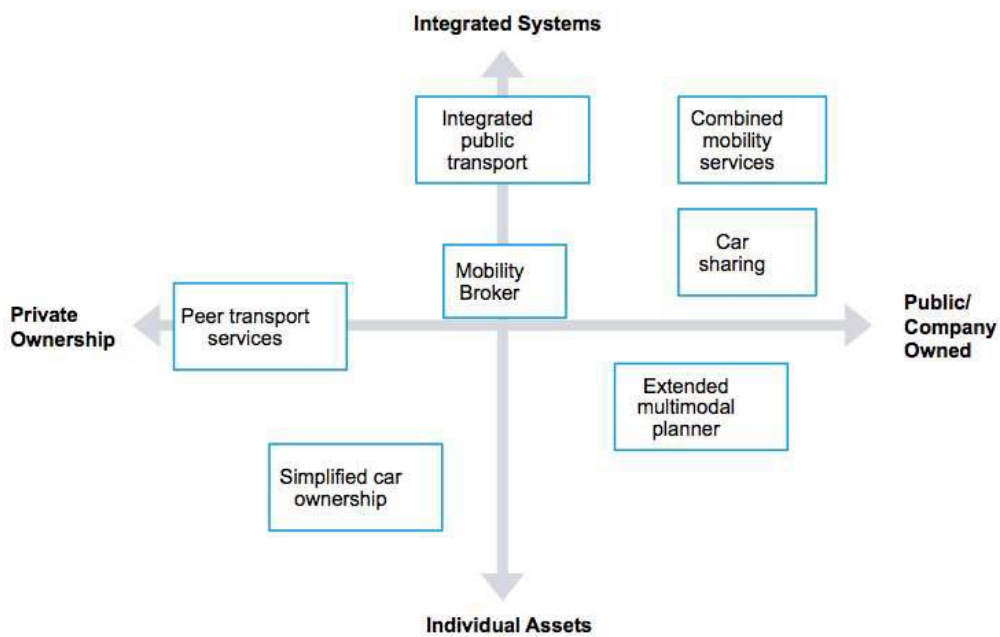 Integrated Systems
Integrated
public
transport
Combined
mobility
services
Car
sharing
Mobility
Broker
Private
Ownership
Peer transport
services
Public/
Company
Owned
Extended
multimodal
planner
Simplified car
ownership
Individual Assets